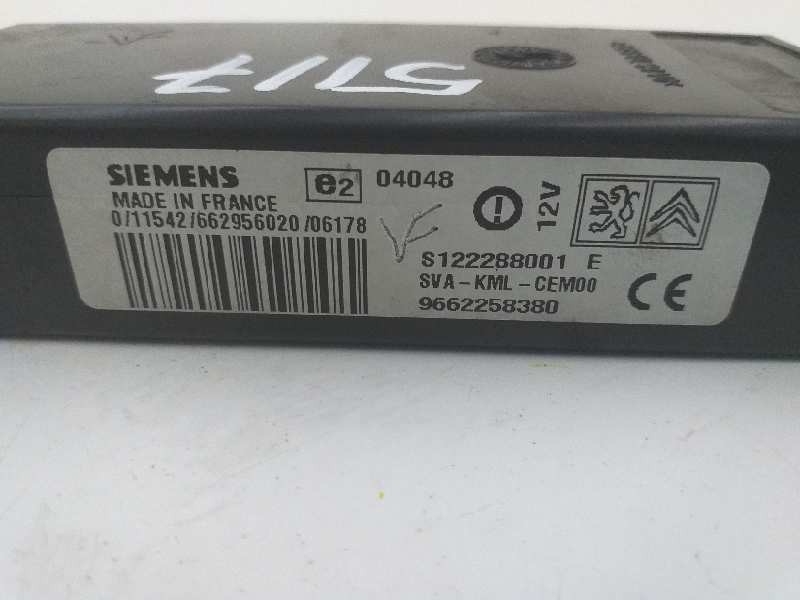 5117
SIEMENS
MADE IN FRANCE
0/11542/662956020/06178
e2 04048
12V
S122288001 E
SVA-KML-CEM00
9662258380
CE